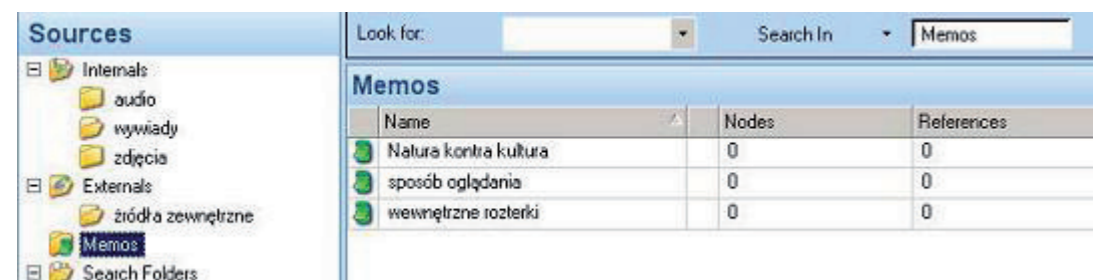 Sources
Internals
audio
wywiady
zdjęcia
Externals
źródła zewnętrzne
Memos
Search Folders
Look for: Search In Memos
Memos
Name Nodes References
Natura kontra kultura 0 0
sposób oglądania 0 0
wewnętrzne rozterki 0 0